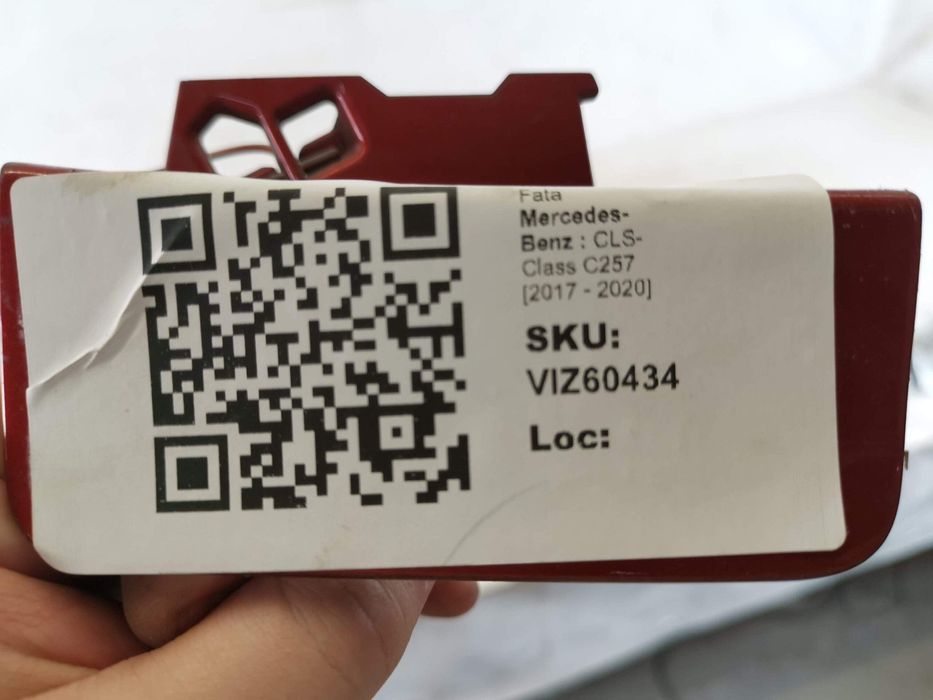 Fata
Mercedes-
Benz : CLS-
Class C257
[2017 - 2020]
SKU:
VIZ60434
Loc: